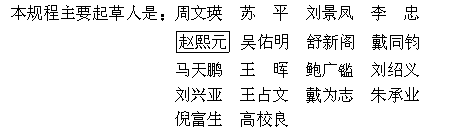 本规程主要起草人是：周文瑛 苏 平 刘景凤 李 忠
赵熙元 吴佑明 舒新阁 戴同钧
马天鹏 王 晖 鲍广鑑 刘绍义
刘兴亚 王占文 戴为志 朱承业
倪富生 高校良